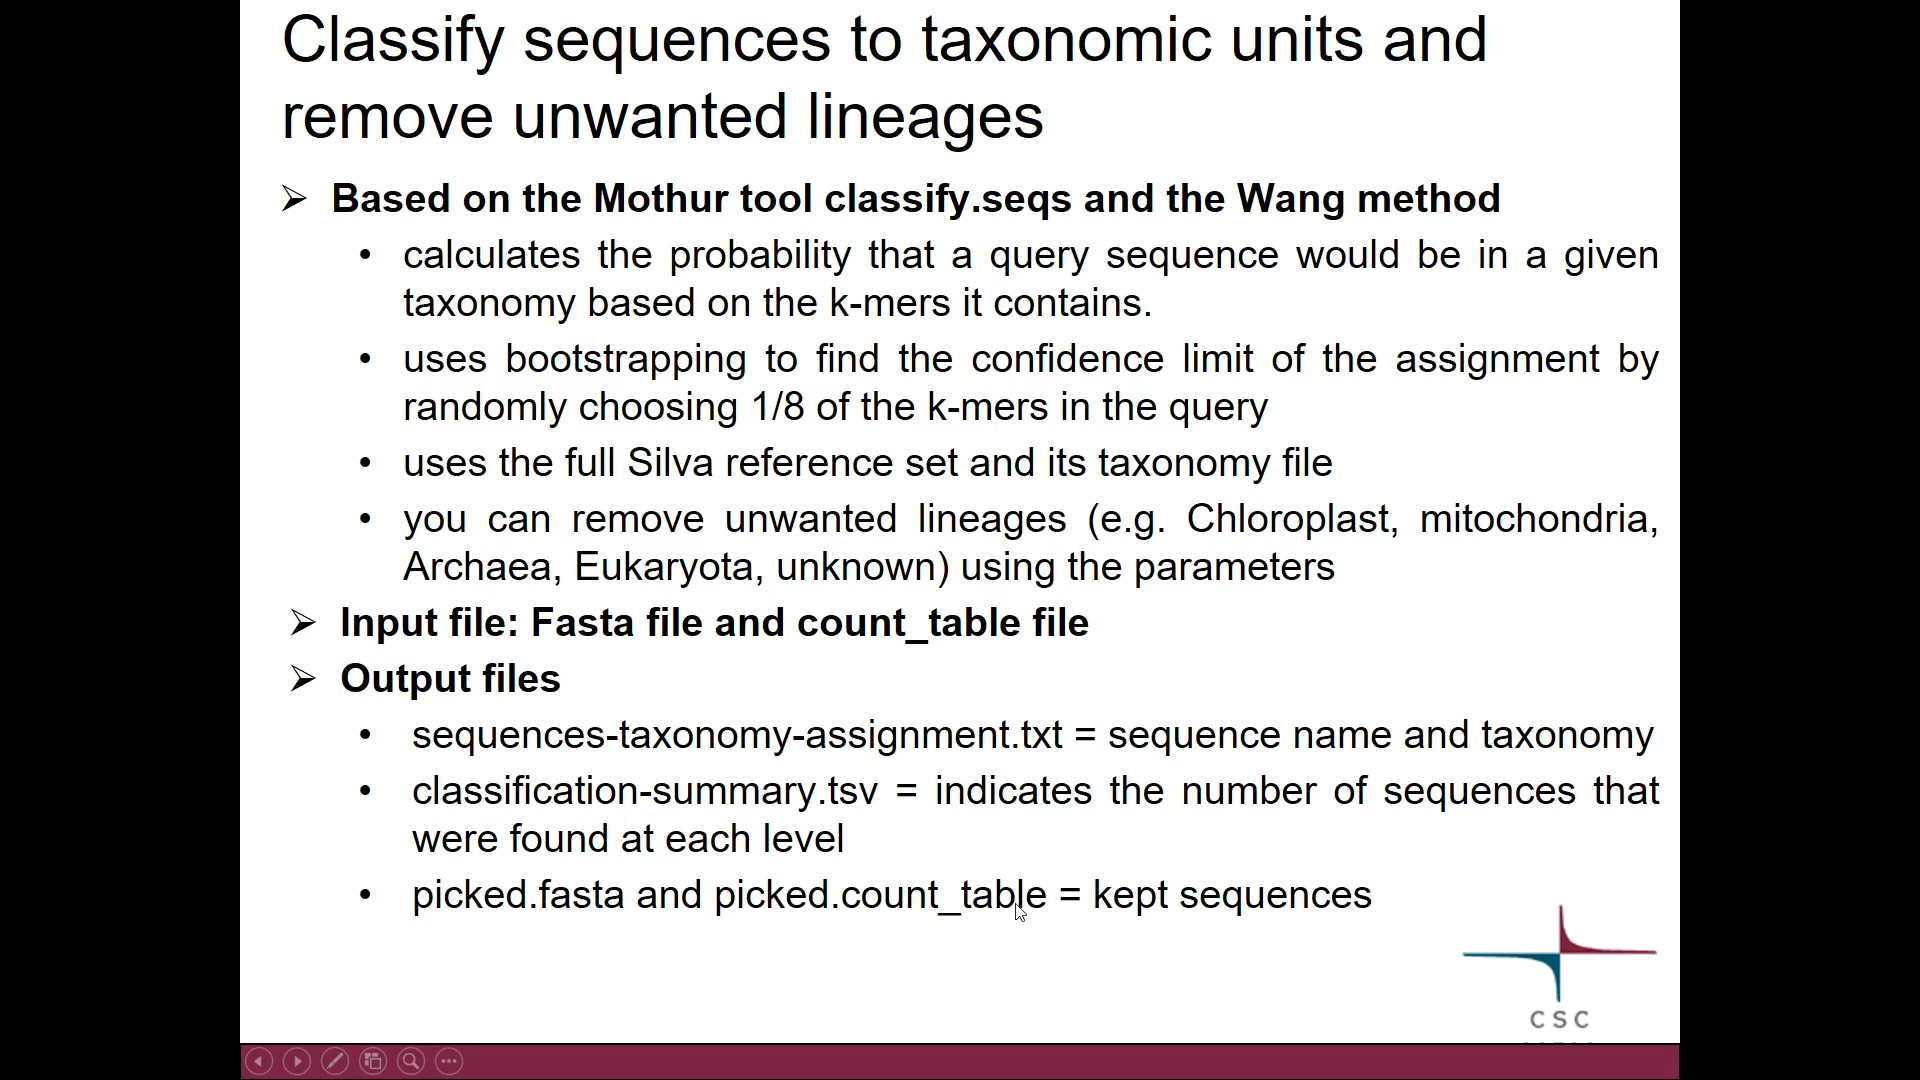 Classify sequences to taxonomic units and
remove unwanted lineages
Based on the Mothur tool classify.seqs and the Wang method
calculates the probability that a query sequence would be in a given
taxonomy based on the k-mers it contains.
uses bootstrapping to find the confidence limit of the assignment by
randomly choosing 1/8 of the k-mers in the query
uses the full Silva reference set and its taxonomy file
you can remove unwanted lineages (e.g. Chloroplast, mitochondria,
Archaea, Eukaryota, unknown) using the parameters
Input file: Fasta file and count_table file
Output files
sequences-taxonomy-assignment.txt = sequence name and taxonomy
classification-summary.tsv = indicates the number of sequences that
were found at each level
picked.fasta and picked.count_table = kept sequences
CSC